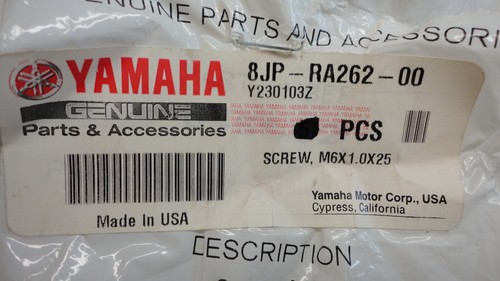 GENUINE PARTS AND ACCESSORI
YAMAHA
GENUINE
Parts & Accessories
8JP-RA262-00
Y230103Z
PCS
SCREW, M6X1.0X25
Made In USA
Yamaha Motor Corp., USA
Cypress, California
DESCRIPTION